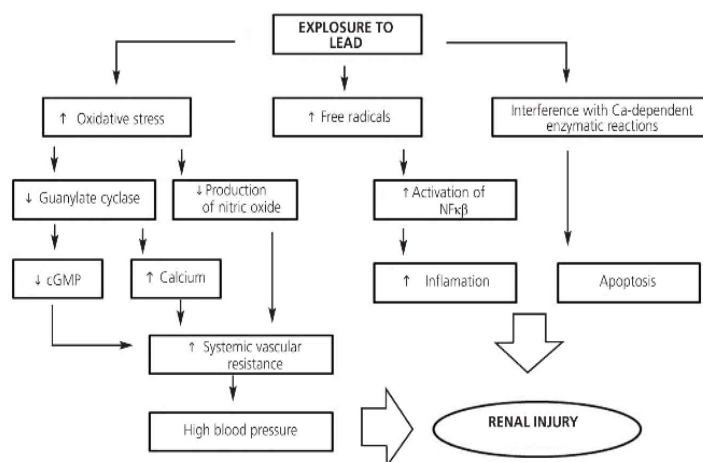 EXPLOSURE TO
LEAD
↑ Oxidative stress
↑ Free radicals
Interference with Ca-dependent
enzymatic reactions
↓ Guanylate cyclase
↓ Production
of nitric oxide
↑ Activation of
NFκβ
↓ cGMP
↑ Calcium
↑ Inflamation
Apoptosis
↑ Systemic vascular
resistance
High blood pressure
RENAL INJURY